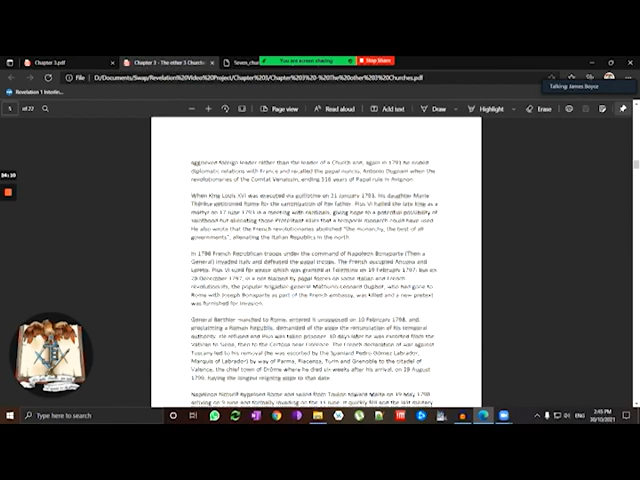 Chapter 3.pdf
Chapter 3 - The other 5 Churche
Seven_chur
You are screen sharing
Stop Share
File
D:/Documents/Swap/Revelation%20Video%20Project/Chapter%203/Chapter%203%20-%20The%20other%203%20Churches.pdf
Talking: James Boyce
Revelation 1 Interlin...
5 of 22
Page view
Read aloud
Add text
Draw
Highlight
Erase
34:10
aggrieved foreign leader rather than the leader of a Church and, again in 1791 he ended
diplomatic relations with France and recalled the papal nuncio, Antonio Dugnani when the
revolutionaries of the Comtat Venaissin, ending 516 years of Papal rule in Avignon.
When King Louis XVI was executed via guillotine on 21 January 1793, his daughter Marie
Thérèse petitioned Rome for the canonization of her father. Pius VI hailed the late king as a
martyr on 17 June 1793 in a meeting with cardinals, giving hope to a potential possibility of
sainthood but
He also wrote that the French revolutionaries abolished "the monarchy, the best of all
governments", alienating the Italian Republics in the north.
In 1796 French Republican troops under the command of Napoleon Bonaparte (Then a
General) invaded Italy and defeated the papal troops. The French occupied Ancona and
Loreto. Pius VI sued for peace which was granted at Tolentino on 19 February 1797; but on
28 December 1797, in a riot blamed by papal forces on some Italian and French
revolutionists, the popular brigadier-general Mathurin-Léonard Duphot, who had gone to
Rome with Joseph Bonaparte as part of the French embassy, was killed and a new pretext
was furnished for invasion.
General Berthier marched to Rome, entered it unopposed on 10 February 1798, and,
proclaiming a Roman Republic, demanded of the pope the renunciation of his temporal
authority. He refused and Pius was taken prisoner. 10 days later he was escorted from the
Vatican to Siena, then to the Certosa near Florence. The French declaration of war against
Tuscany led to his removal (he was escorted by the Spaniard Pedro Gómez Labrador,
Marquis of Labrador) by way of Parma, Piacenza, Turin and Grenoble to the citadel of
Valence, the chief town of Drôme where he died six weeks after his arrival, on 29 August
1799, having the longest reigning pope to that date.
Napoleon himself bypassed Rome and sailed from Toulon toward Malta on 19 May 1798
arriving on 9 June and formally invading on the 11 June. It quickly fell and the last military
Type here to search
ENG
2:45 PM
30/10/2021